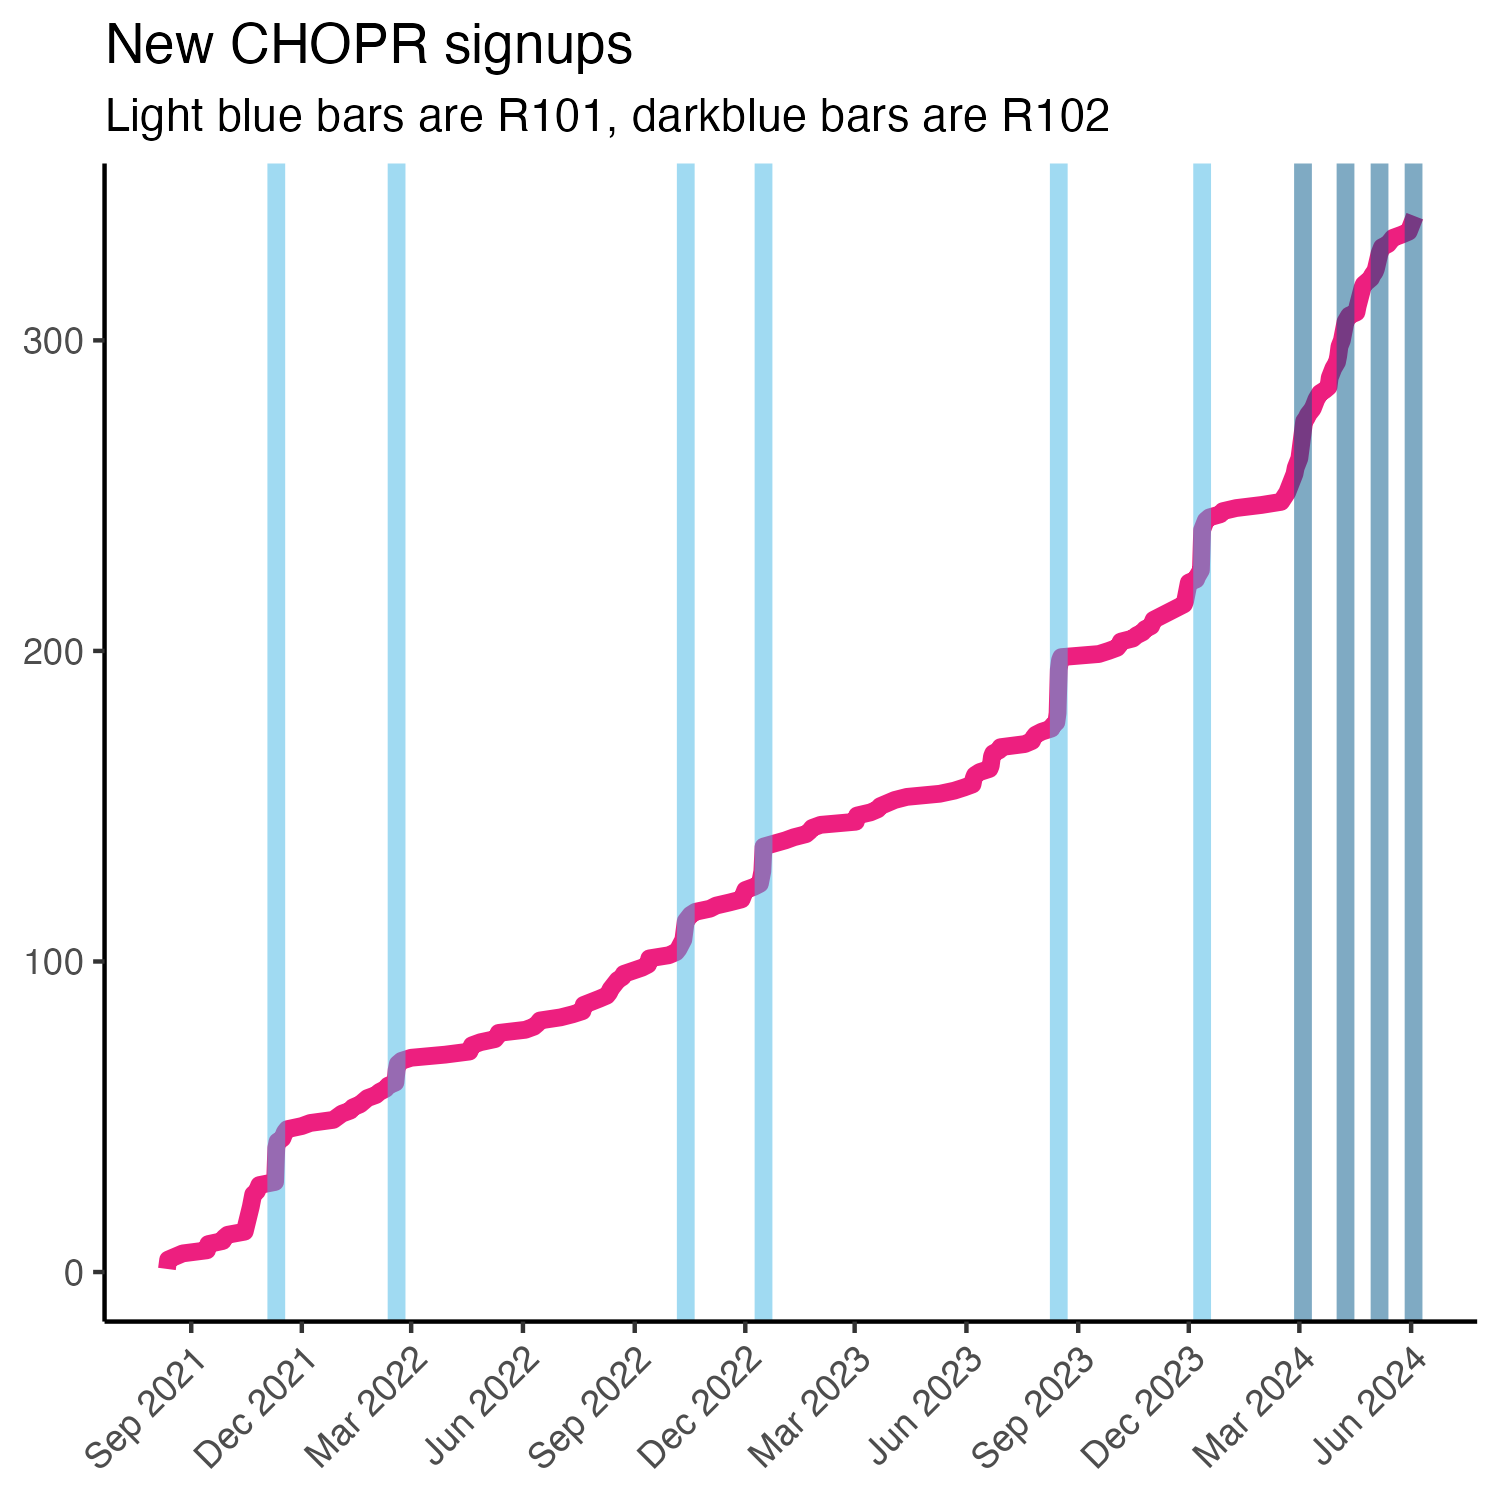 New CHOPR signups
Light blue bars are R101, darkblue bars are R102
300
200
100
0
Sep 2021
Dec 2021
Mar 2022
Jun 2022
Sep 2022
Dec 2022
Mar 2023
Jun 2023
Sep 2023
Dec 2023
Mar 2024
Jun 2024